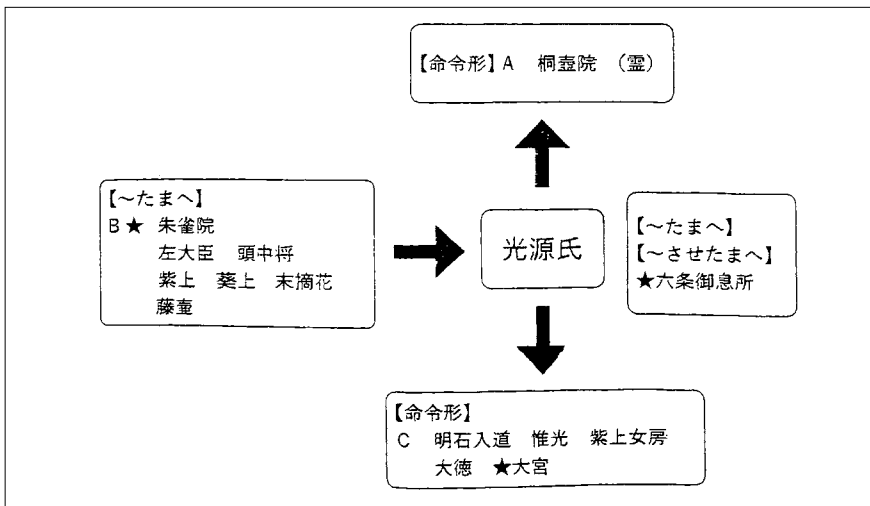 【命令形】A 桐壺院 （霊）
【～たまへ】
B★ 朱雀院
左大臣 頭中将
紫上 葵上 末摘花
藤壷
光源氏
【～たまへ】
【～させたまへ】
★六条御息所
【命令形】
C 明石入道 惟光 紫上女房
大徳 ★大宮